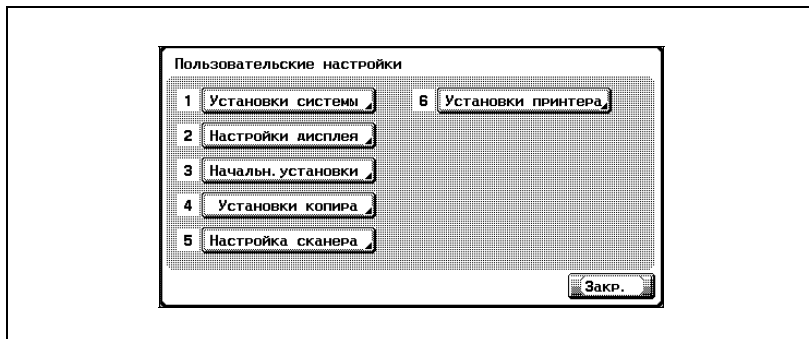 Пользовательские настройки
1 Установки системы
2 Настройки дисплея
3 Начальн.установки
4 Установки копира
5 Настройка сканера
6 Установки принтера
Закр.